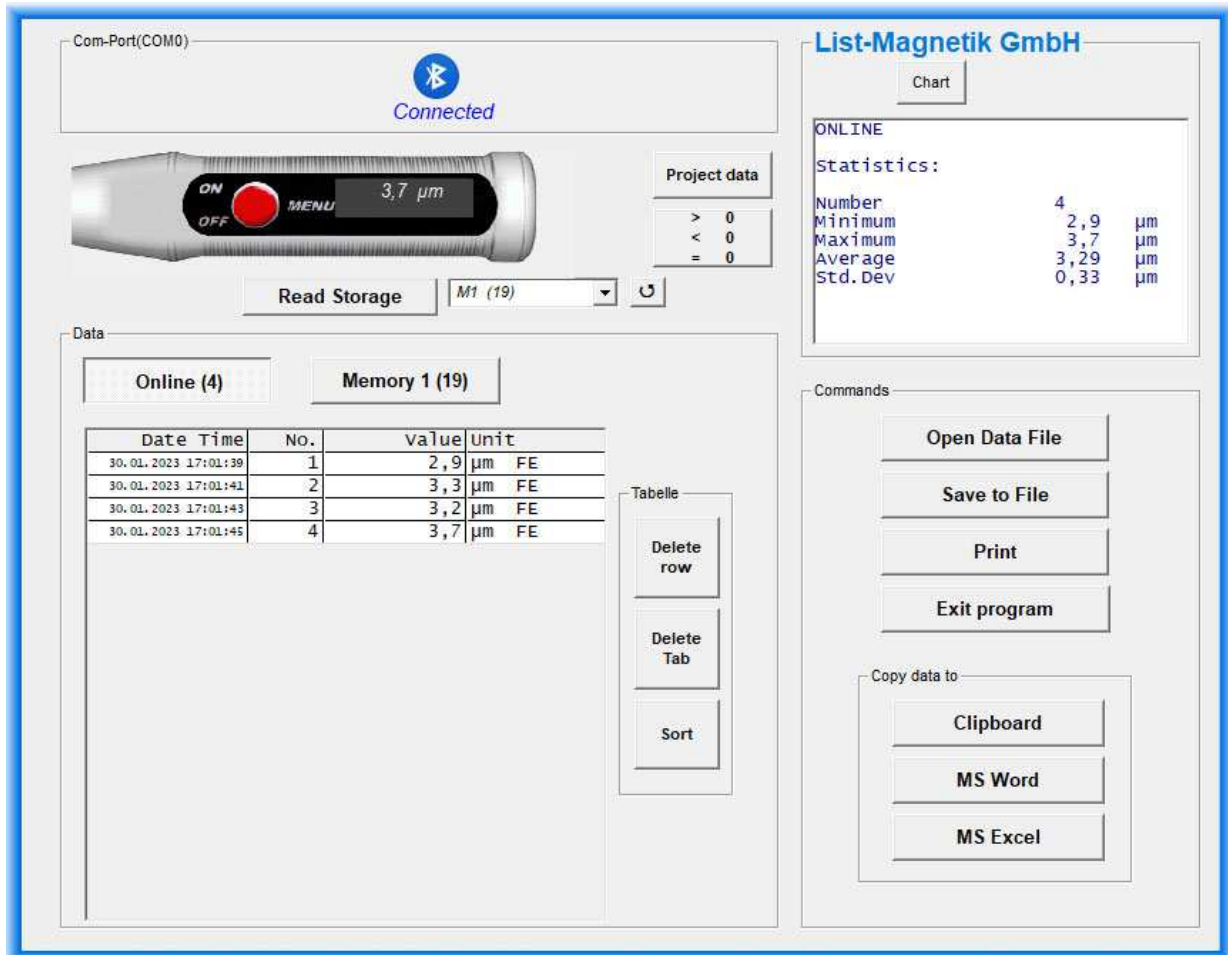 Com-Port(COM0)
Connected
ON
OFF
MENU
3,7 µm
Project data
> 0
< 0
= 0
Read Storage
M1 (19)
List-Magnetik GmbH
Chart
ONLINE
Statistics:
Number 4
Minimum 2,9 µm
Maximum 3,7 µm
Average 3,29 µm
Std.Dev 0,33 µm
Data
Online (4)
Memory 1 (19)
Date Time No. Value Unit
30.01.2023 17:01:39 1 2,9 µm FE
30.01.2023 17:01:41 2 3,3 µm FE
30.01.2023 17:01:43 3 3,2 µm FE
30.01.2023 17:01:45 4 3,7 µm FE
Tabelle
Delete
row
Delete
Tab
Sort
Commands
Open Data File
Save to File
Print
Exit program
Copy data to
Clipboard
MS Word
MS Excel